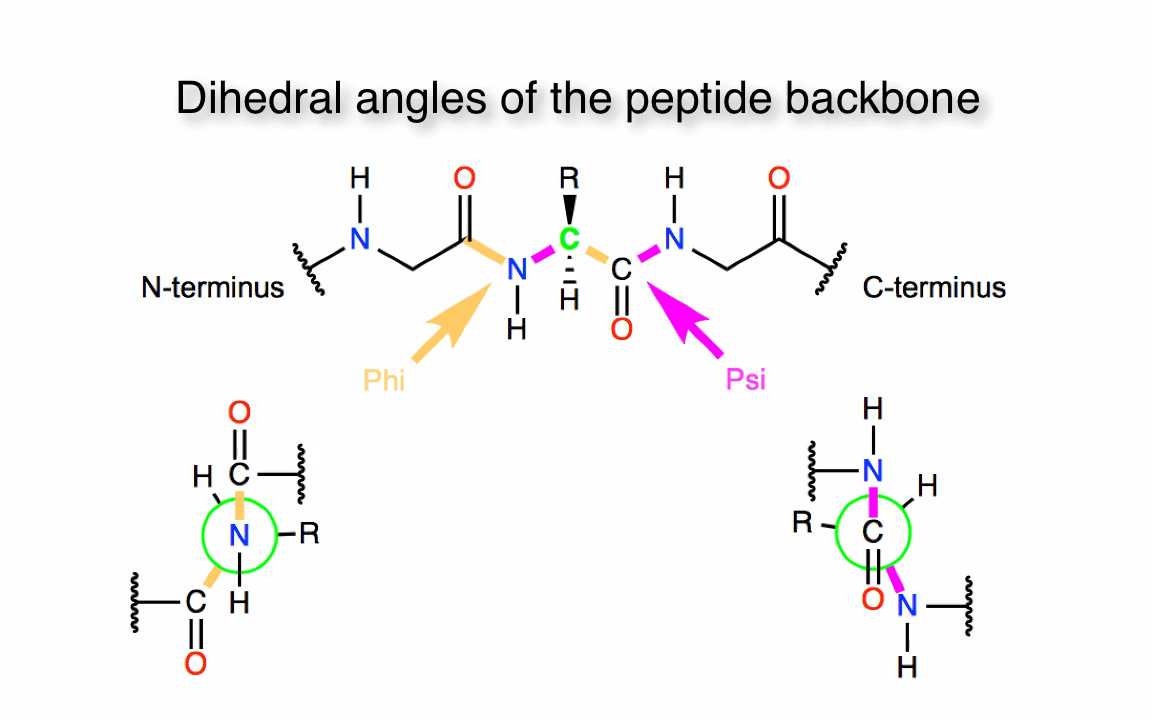 Dihedral angles of the peptide backbone
H O R H O
N C N
N C
N-terminus H C-terminus
H O
Phi Psi
O H
H C N H
N R R C
C H O N
O H